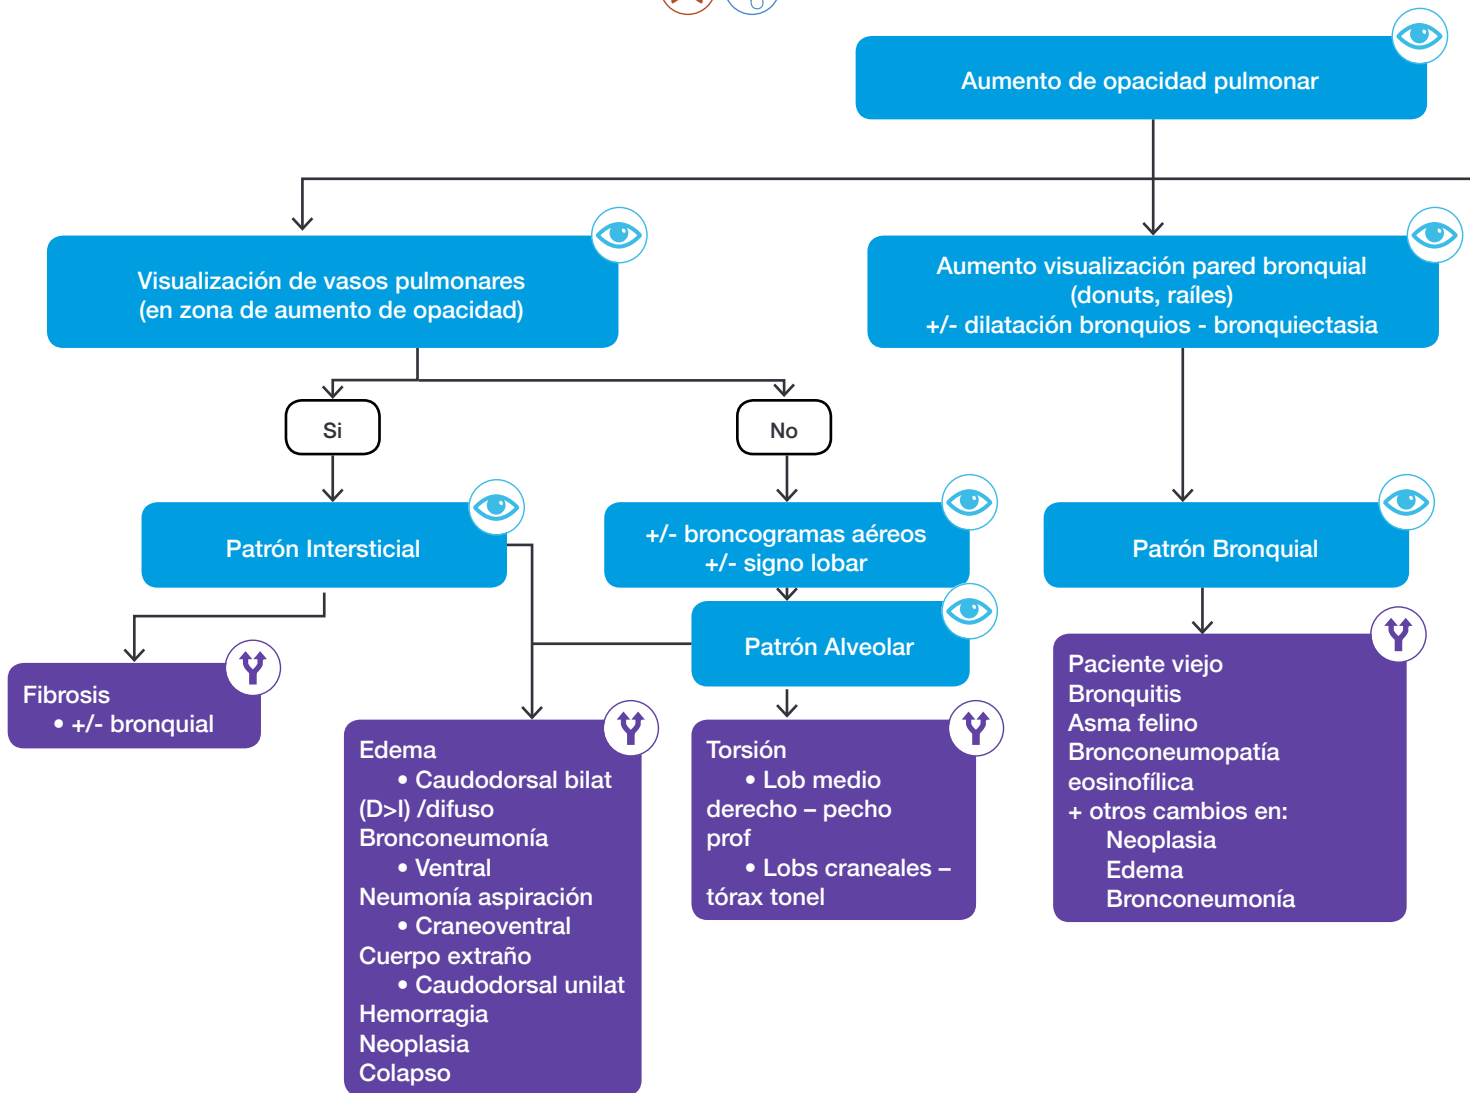 Aumento de opacidad pulmonar
Visualización de vasos pulmonares
(en zona de aumento de opacidad)
Aumento visualización pared bronquial
(donuts, raíles)
+/- dilatación bronquios - bronquiectasia
Si
No
Patrón Intersticial
+/- broncogramas aéreos
+/- signo lobar
Patrón Bronquial
Patrón Alveolar
Fibrosis
• +/- bronquial
Edema
• Caudodorsal bilat
(D>I) /difuso
Bronconeumonía
• Ventral
Neumonía aspiración
• Craneoventral
Cuerpo extraño
• Caudodorsal unilat
Hemorragia
Neoplasia
Colapso
Torsión
• Lob medio
derecho – pecho
prof
• Lobs craneales –
tórax tonel
Paciente viejo
Bronquitis
Asma felino
Bronconeumopatía
eosinofílica
+ otros cambios en:
Neoplasia
Edema
Bronconeumonía